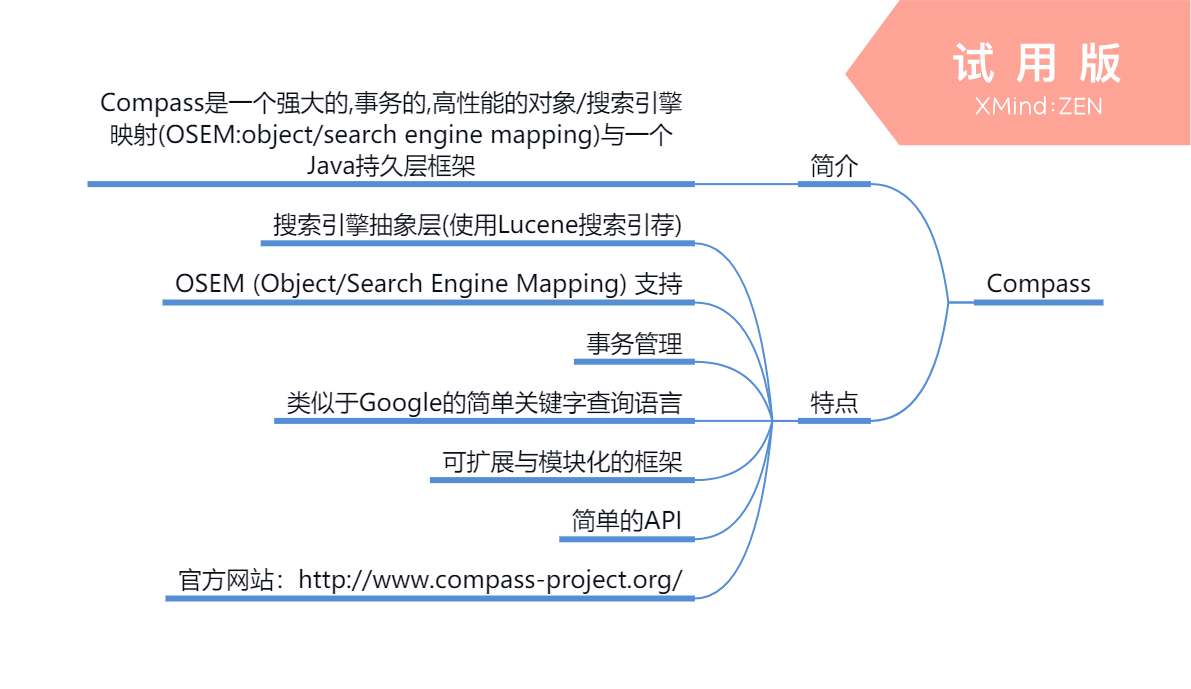 试用版
XMind:ZEN
Compass是一个强大的,事务的,高性能的对象/搜索引擎
映射(OSEM:object/search engine mapping)与一个
Java持久层框架
简介
搜索引擎抽象层(使用Lucene搜索引荐)
OSEM (Object/Search Engine Mapping) 支持
Compass
事务管理
类似于Google的简单关键字查询语言
特点
可扩展与模块化的框架
简单的API
官方网站：http://www.compass-project.org/